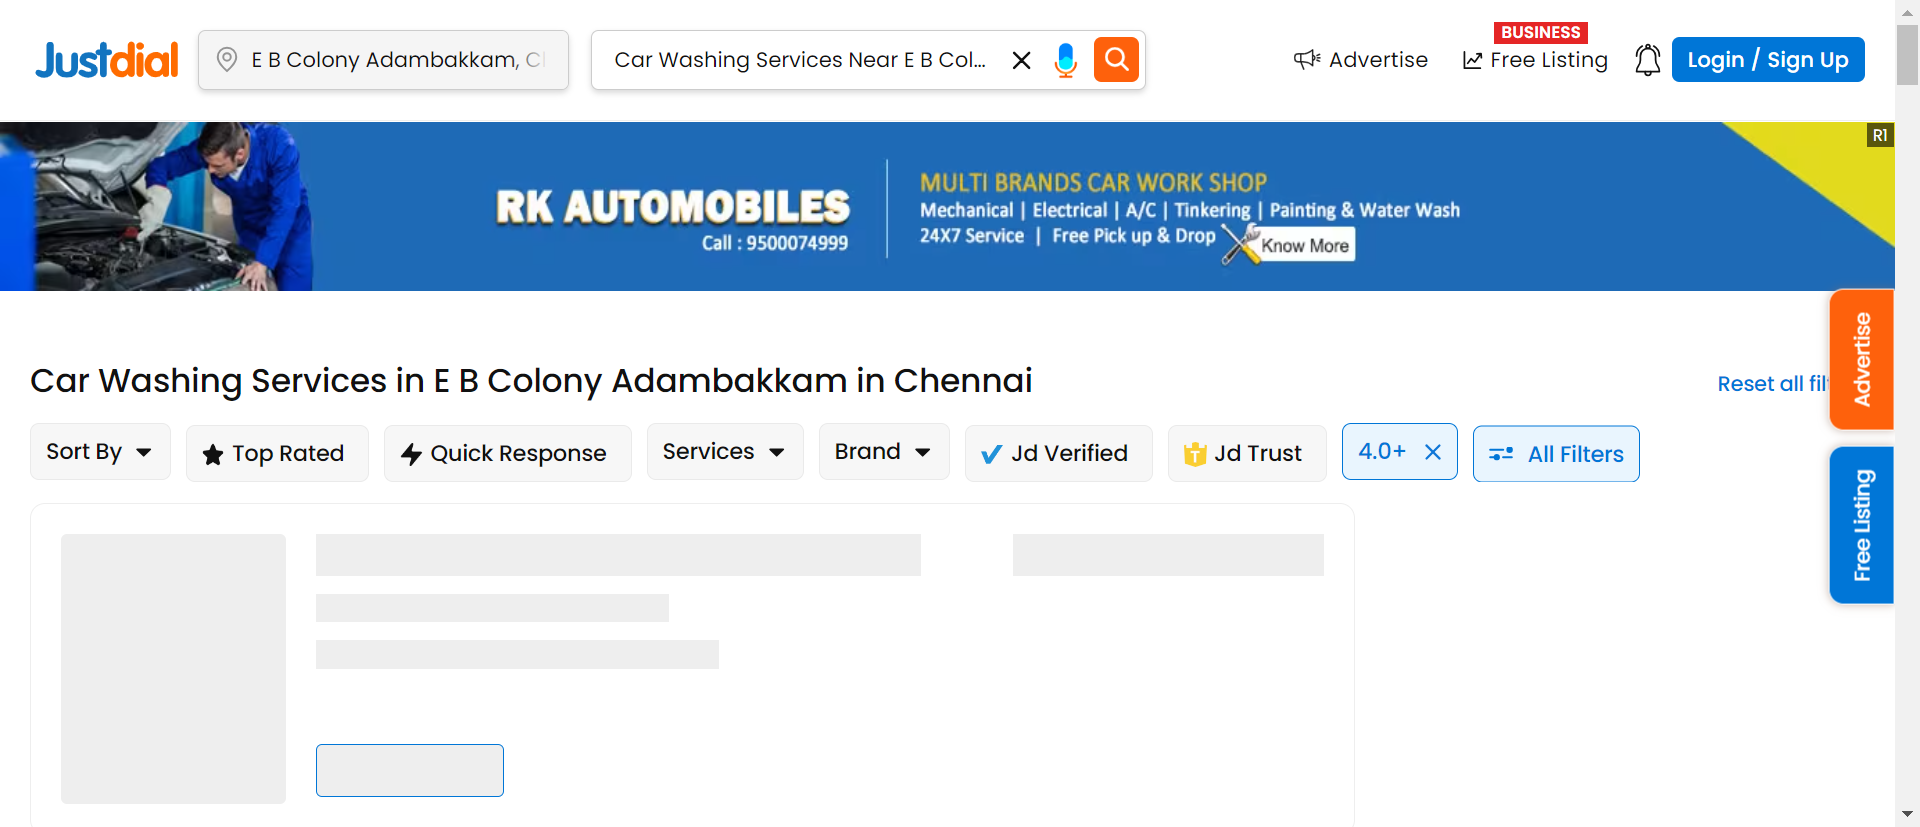 Justdial
E B Colony Adambakkam,
Car Washing Services Near E B Col...
Advertise
BUSINESS
Free Listing
Login / Sign Up
R1
RK AUTOMOBILES
Call : 9500074999
MULTI BRANDS CAR WORK SHOP
Mechanical | Electrical | A/C | Tinkering | Painting & Water Wash
24X7 Service | Free Pick up & Drop
Know More
Car Washing Services in E B Colony Adambakkam in Chennai
Reset all
Sort By
Top Rated
Quick Response
Services
Brand
Jd Verified
Jd Trust
4.0+
All Filters
Advertise
Free Listing